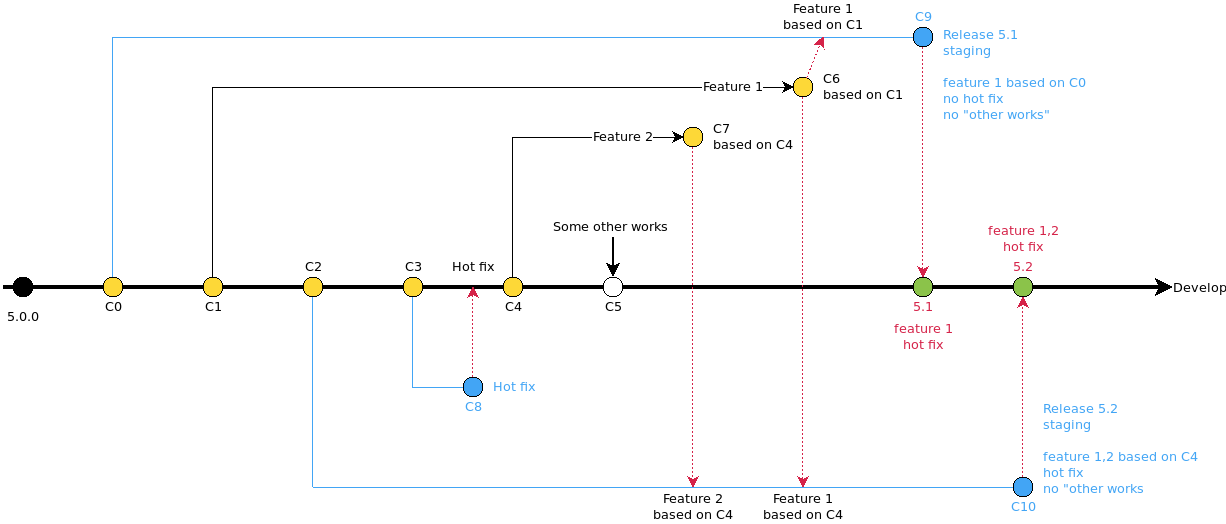 Feature 1
based on C1
C9
Release 5.1
staging
feature 1 based on C0
no hot fix
no "other works"
Feature 1
C6
based on C1
Feature 2
C7
based on C4
Some other works
feature 1,2
hot fix
5.2
C2
C3
Hot fix
Develop
5.0.0
C0
C1
C4
C5
5.1
feature 1
hot fix
Hot fix
C8
Release 5.2
staging
feature 1,2 based on C4
hot fix
no "other works
C10
Feature 2
based on C4
Feature 1
based on C4